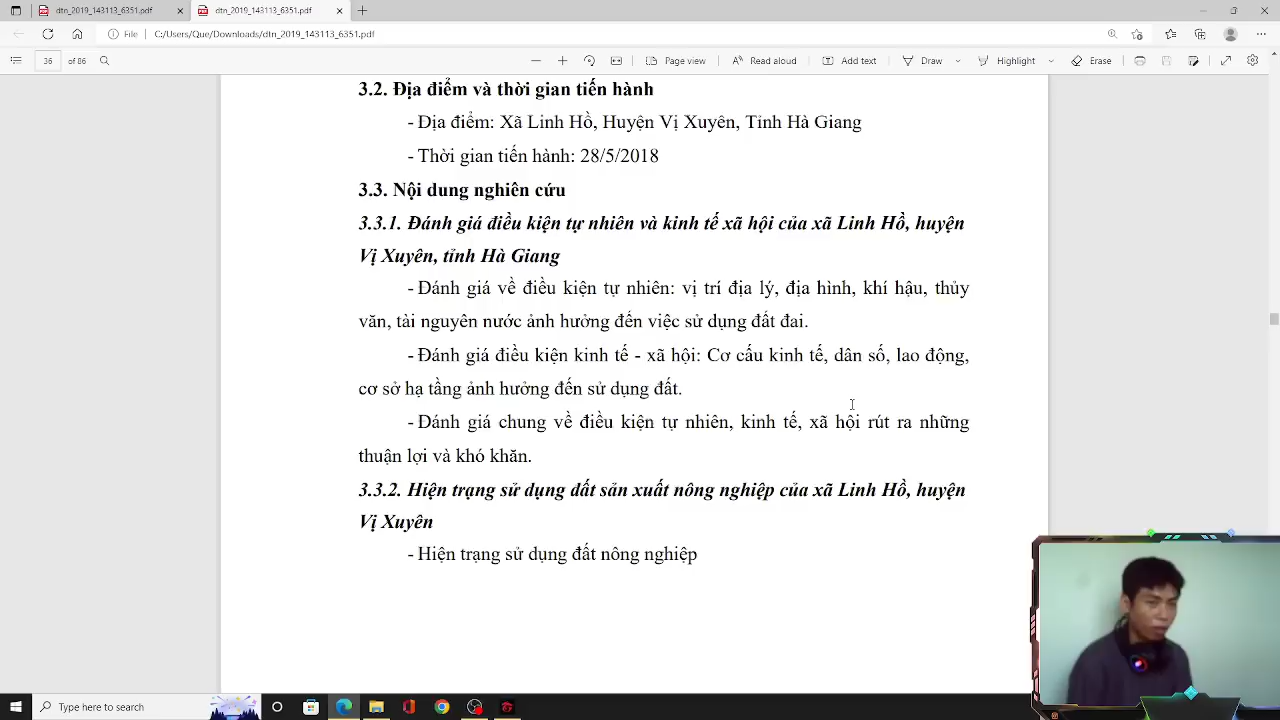 dtn_2019_143113_6351.pdf
dtn_2019_143113_6351.pdf
File
C:/Users/Que/Downloads/dtn_2019_143113_6351.pdf
36 of 86
Page view
Read aloud
Add text
Draw
Highlight
Erase
3.2. Địa điểm và thời gian tiến hành
- Địa điểm: Xã Linh Hồ, Huyện Vị Xuyên, Tỉnh Hà Giang
- Thời gian tiến hành: 28/5/2018
3.3. Nội dung nghiên cứu
3.3.1. Đánh giá điều kiện tự nhiên và kinh tế xã hội của xã Linh Hồ, huyện
Vị Xuyên, tỉnh Hà Giang
- Đánh giá về điều kiện tự nhiên: vị trí địa lý, địa hình, khí hậu, thủy
văn, tài nguyên nước ảnh hưởng đến việc sử dụng đất đai.
- Đánh giá điều kiện kinh tế - xã hội: Cơ cấu kinh tế, dân số, lao động,
cơ sở hạ tầng ảnh hưởng đến sử dụng đất.
- Đánh giá chung về điều kiện tự nhiên, kinh tế, xã hội rút ra những
thuận lợi và khó khăn.
3.3.2. Hiện trạng sử dụng đất sản xuất nông nghiệp của xã Linh Hồ, huyện
Vị Xuyên
- Hiện trạng sử dụng đất nông nghiệp
Type here to search